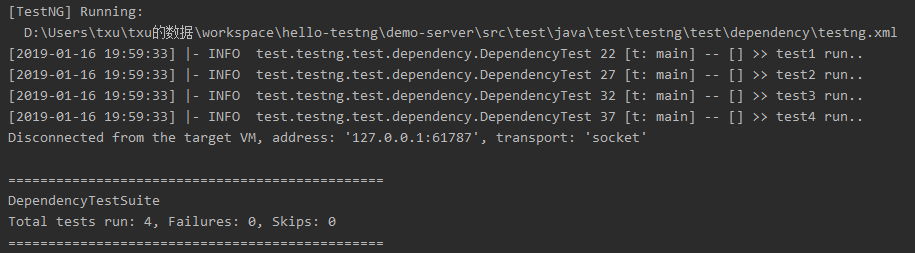 [TestNG] Running:
D:\Users\txu\txu的数据\workspace\hello-testng\demo-server\src\test\java\test\testng\test\dependency\testng.xml
[2019-01-16 19:59:33] |- INFO  test.testng.test.dependency.DependencyTest 22 [t: main] -- [] >> test1 run..
[2019-01-16 19:59:33] |- INFO  test.testng.test.dependency.DependencyTest 27 [t: main] -- [] >> test2 run..
[2019-01-16 19:59:33] |- INFO  test.testng.test.dependency.DependencyTest 32 [t: main] -- [] >> test3 run..
[2019-01-16 19:59:33] |- INFO  test.testng.test.dependency.DependencyTest 37 [t: main] -- [] >> test4 run..
Disconnected from the target VM, address: '127.0.0.1:61787', transport: 'socket'
===============================================
DependencyTestSuite
Total tests run: 4, Failures: 0, Skips: 0
===============================================